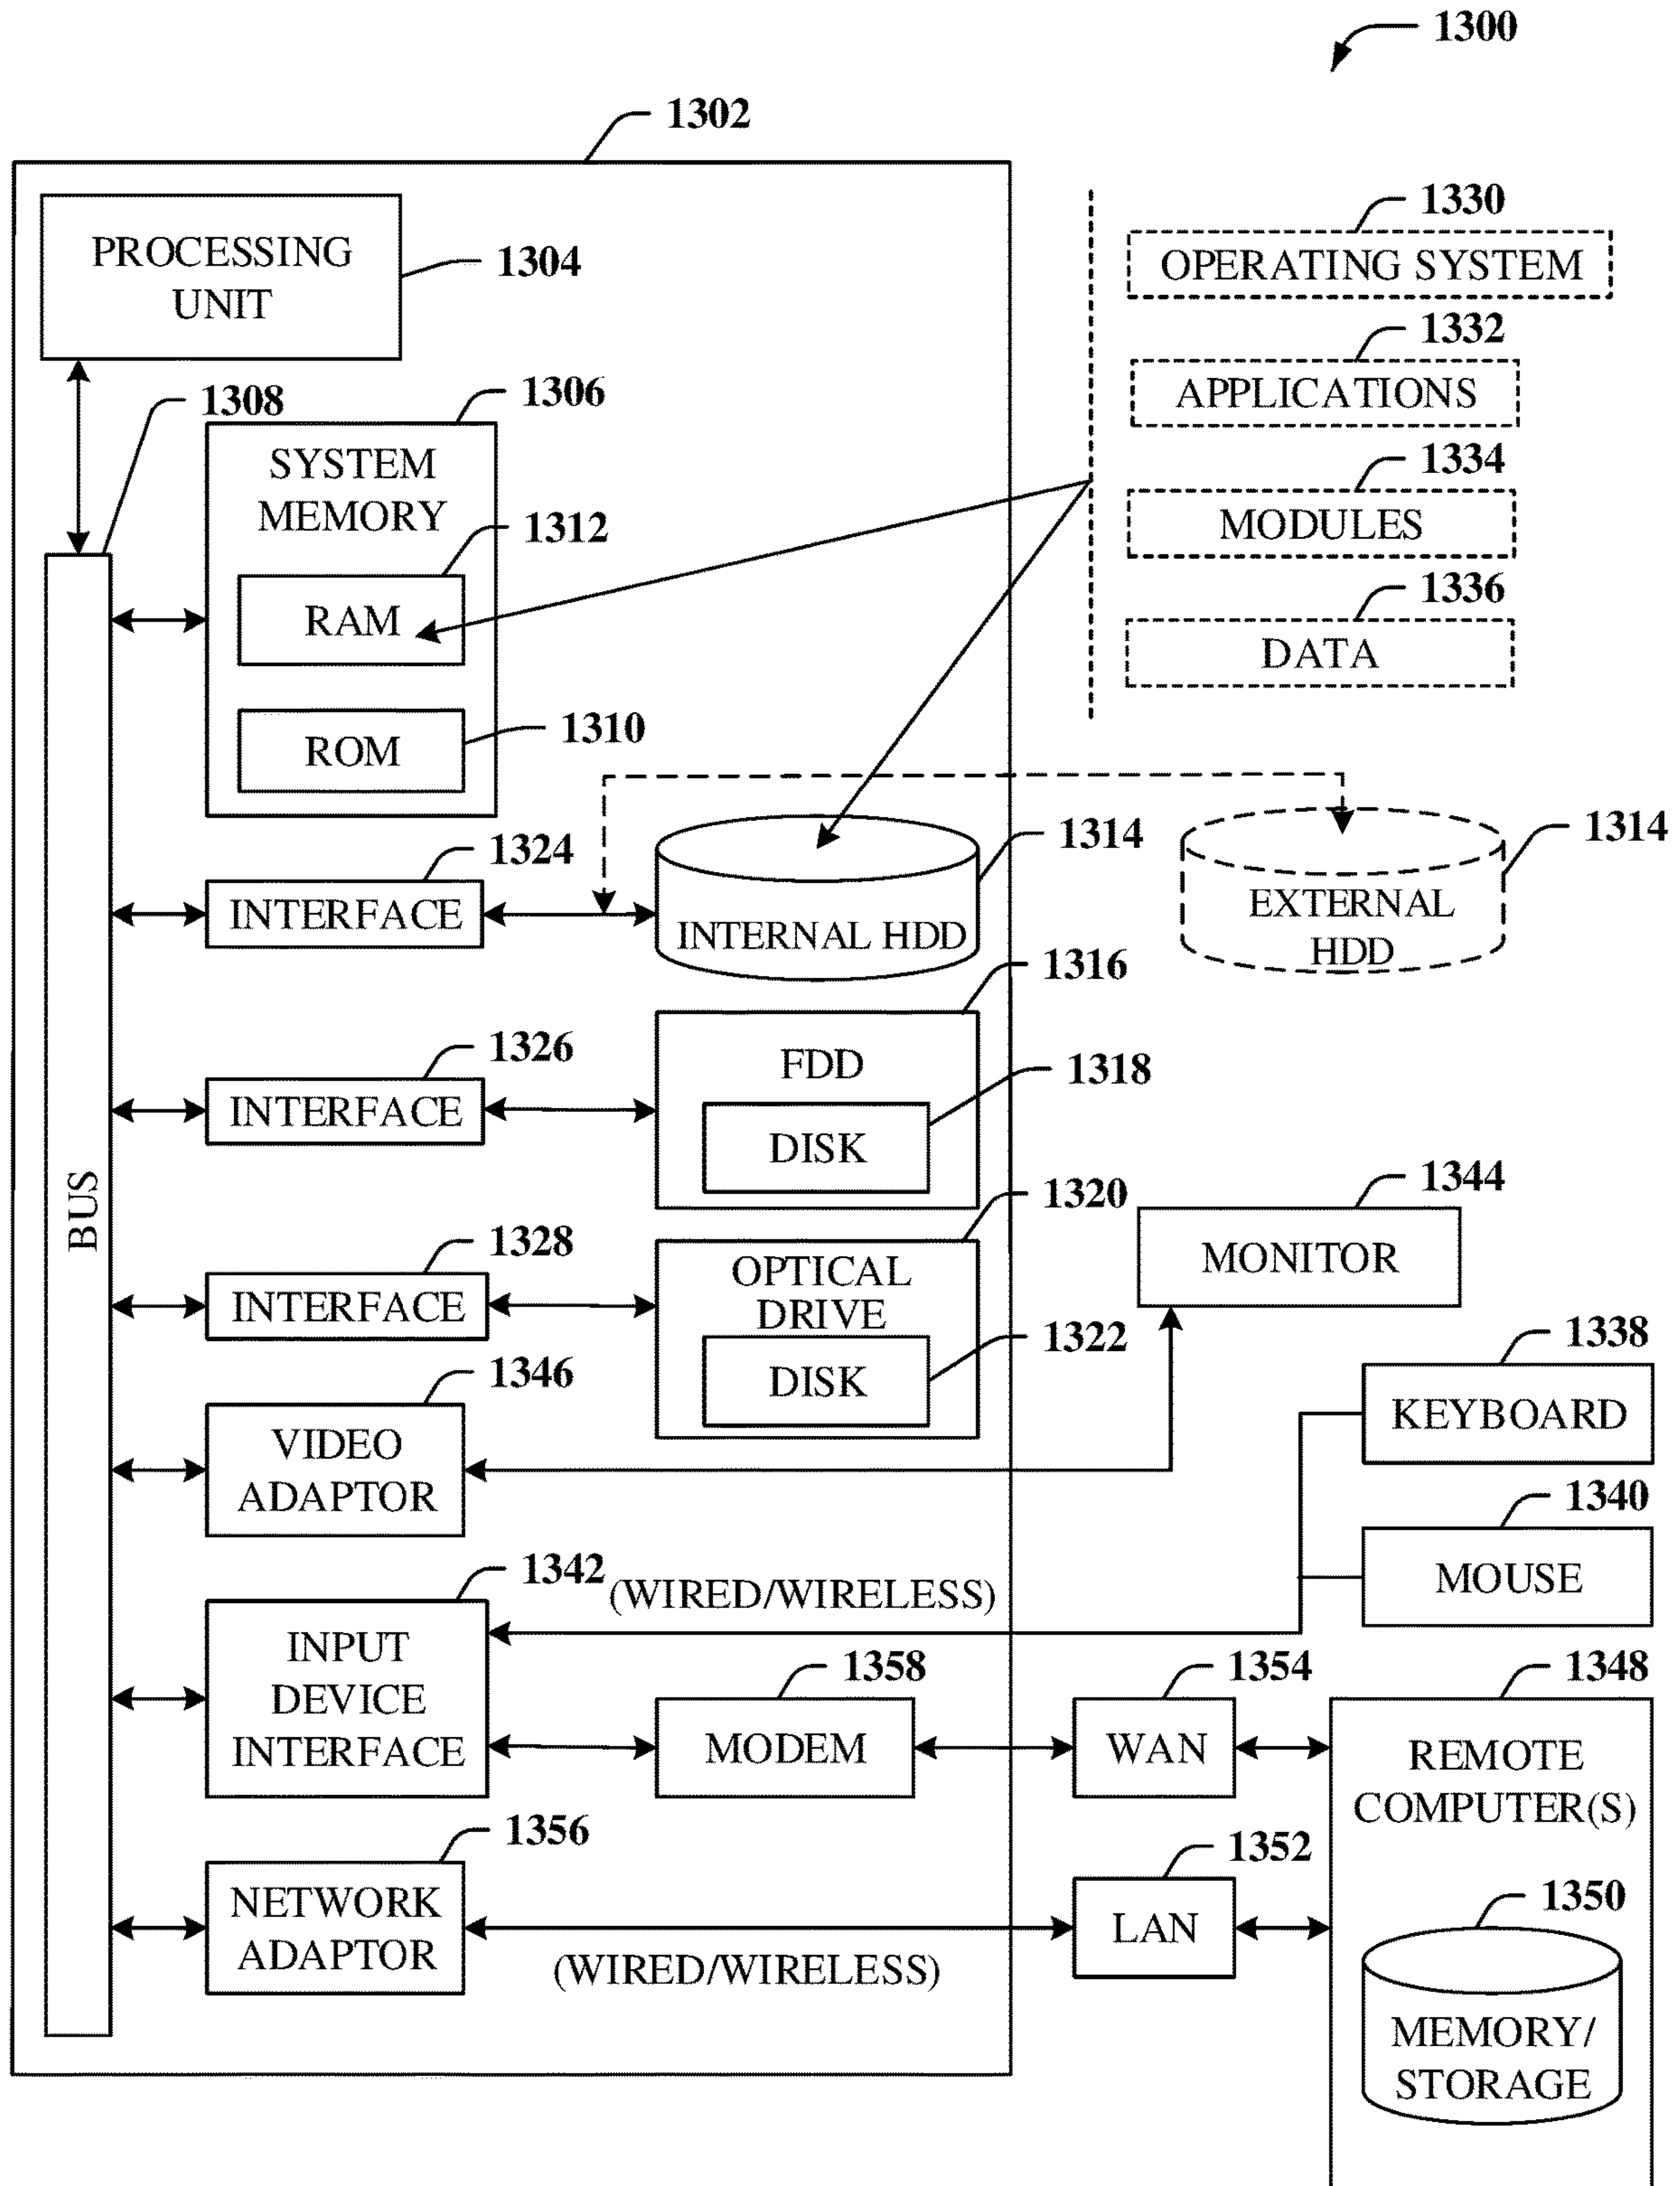 1300
1302
PROCESSING
UNIT
1304
1330
OPERATING SYSTEM
1332
APPLICATIONS
1334
MODULES
1336
DATA
1308
1306
SYSTEM
MEMORY
1312
RAM
1310
ROM
1324
INTERFACE
1314
INTERNAL HDD
1314
EXTERNAL
HDD
1316
FDD
1326
INTERFACE
1318
DISK
BUS
1320
OPTICAL
DRIVE
1328
INTERFACE
1322
DISK
1344
MONITOR
1346
VIDEO
ADAPTOR
1338
KEYBOARD
1340
MOUSE
1342
(WIRED/WIRELESS)
INPUT
DEVICE
INTERFACE
1358
MODEM
1354
WAN
1348
REMOTE
COMPUTER(S)
1356
NETWORK
ADAPTOR
(WIRED/WIRELESS)
1352
LAN
1350
MEMORY/
STORAGE